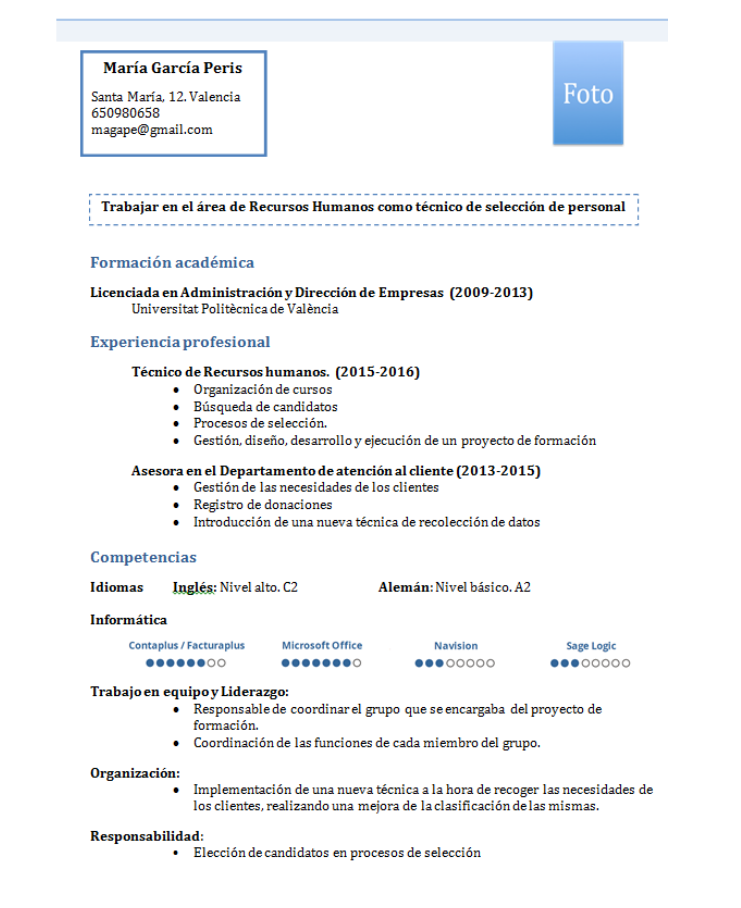 María García Peris
Santa María, 12. Valencia
650980658
magape@gmail.com
Foto
Trabajar en el área de Recursos Humanos como técnico de selección de personal
Formación académica
Licenciada en Administración y Dirección de Empresas (2009-2013)
Universitat Politècnica de València
Experiencia profesional
Técnico de Recursos humanos. (2015-2016)
• Organización de cursos
• Búsqueda de candidatos
• Procesos de selección.
• Gestión, diseño, desarrollo y ejecución de un proyecto de formación
Asesora en el Departamento de atención al cliente (2013-2015)
• Gestión de las necesidades de los clientes
• Registro de donaciones
• Introducción de una nueva técnica de recolección de datos
Competencias
Idiomas Inglés: Nivel alto. C2 Alemán: Nivel básico. A2
Informática
Contaplus / Facturaplus Microsoft Office Navision Sage Logic
Trabajo en equipo y Liderazgo:
• Responsable de coordinar el grupo que se encargaba del proyecto de
formación.
• Coordinación de las funciones de cada miembro del grupo.
Organización:
• Implementación de una nueva técnica a la hora de recoger las necesidades de
los clientes, realizando una mejora de la clasificación de las mismas.
Responsabilidad:
• Elección de candidatos en procesos de selección